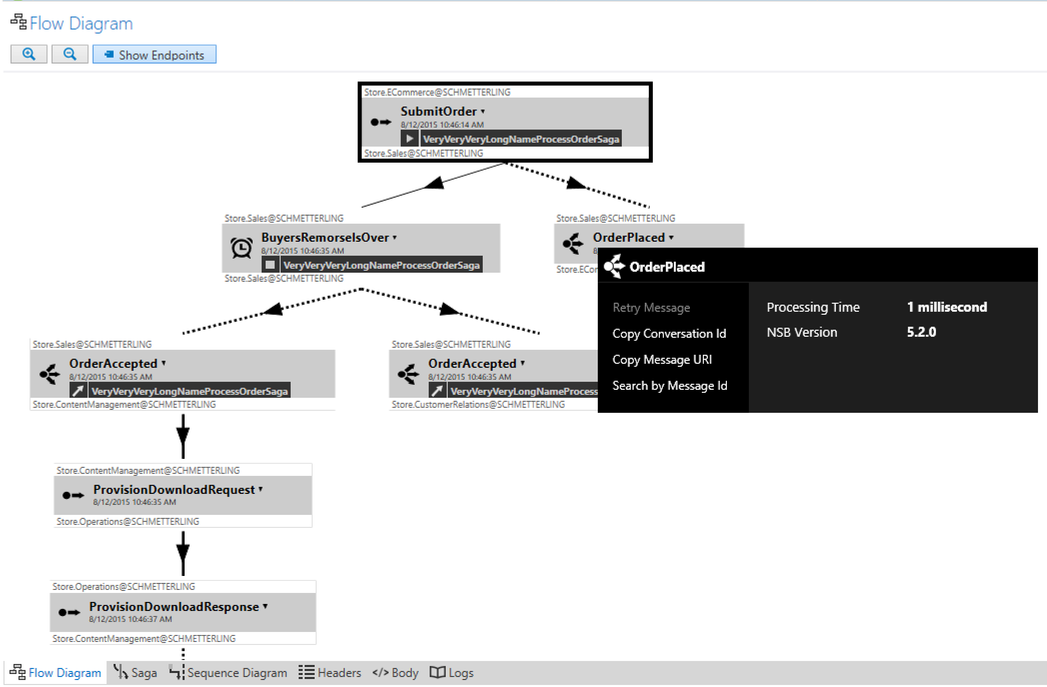 Flow Diagram
Show Endpoints
Store.ECommerce@SCHMETTERLING
SubmitOrder
8/12/2015 10:46:14 AM
VeryVeryVeryLongNameProcessOrderSaga
Store.Sales@SCHMETTERLING
Store.Sales@SCHMETTERLING
BuyersRemorseIsOver
8/12/2015 10:46:35 AM
VeryVeryVeryLongNameProcessOrderSaga
Store.Sales@SCHMETTERLING
Store.Sales@SCHMETTERLING
OrderPlaced
Store.ECo
OrderPlaced
Retry Message
Copy Conversation Id
Copy Message URI
Search by Message Id
Processing Time 1 millisecond
NSB Version 5.2.0
Store.Sales@SCHMETTERLING
OrderAccepted
8/12/2015 10:46:35 AM
VeryVeryVeryLongNameProcessOrderSaga
Store.ContentManagement@SCHMETTERLING
Store.Sales@SCHMETTERLING
OrderAccepted
8/12/2015 10:46:35 AM
VeryVeryVeryLongNameProcess
Store.CustomerRelations@SCHMETTERLING
Store.ContentManagement@SCHMETTERLING
ProvisionDownloadRequest
8/12/2015 10:46:35 AM
Store.Operations@SCHMETTERLING
Store.Operations@SCHMETTERLING
ProvisionDownloadResponse
8/12/2015 10:46:37 AM
Store.ContentManagement@SCHMETTERLING
Flow Diagram Saga Sequence Diagram Headers </> Body Logs